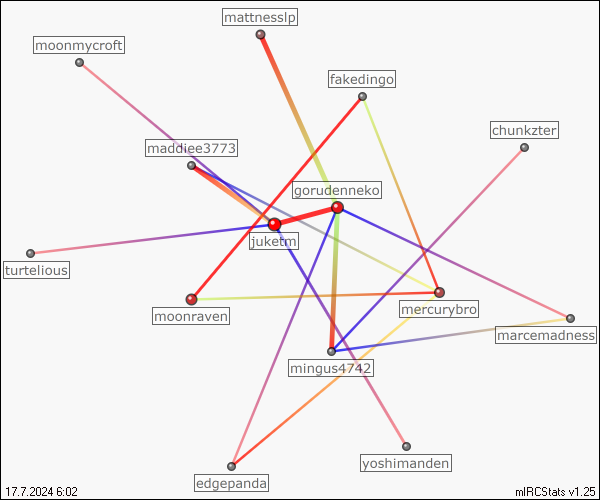 mattnesslp
moonmycroft
fakedingo
chunkzter
maddiee3773
gorudenneko
juketm
turtelious
mercurybro
moonraven
marcemadness
mingus4742
yoshimanden
edgepanda
17.7.2024 6:02
mIRCStats v1.25